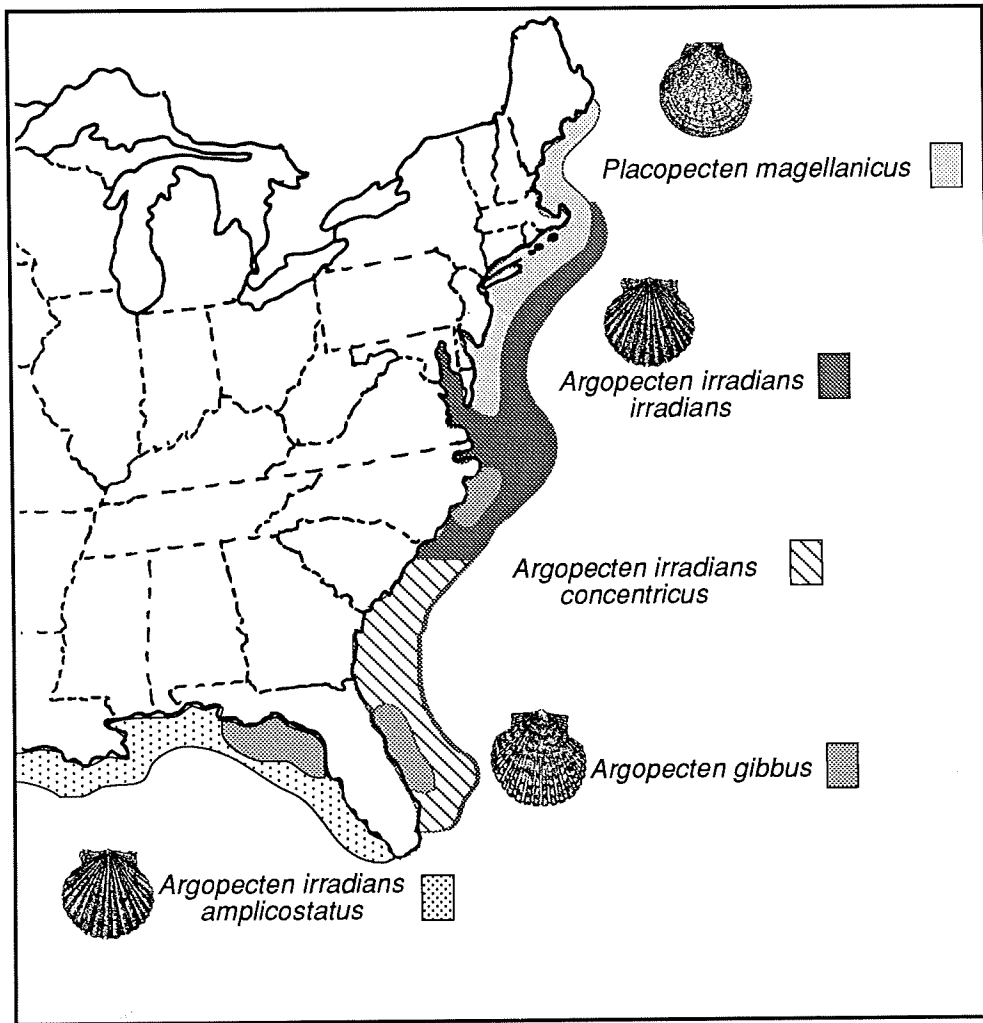 Placopecten magellanicus
Argopecten irradians
irradians
Argopecten irradians
concentricus
Argopecten gibbus
Argopecten irradians
amplicostatus